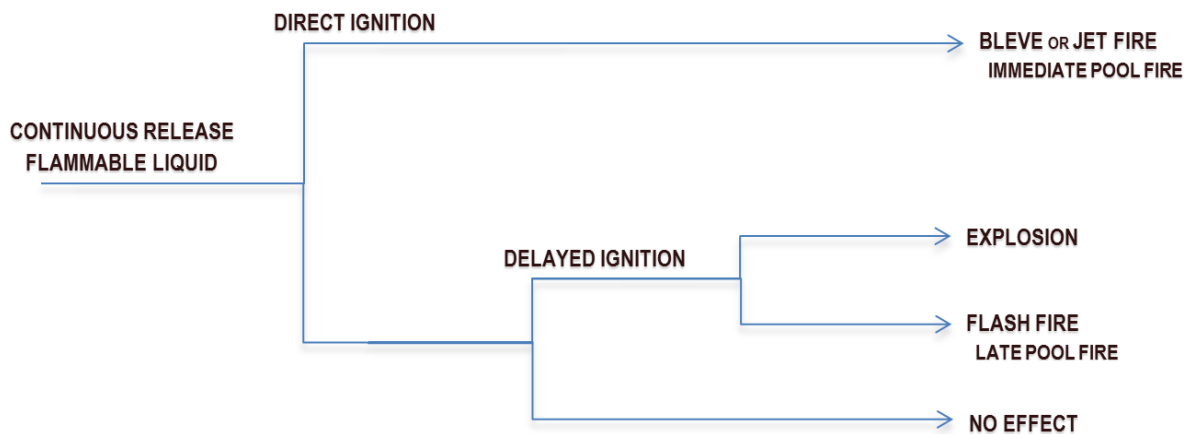 DIRECT IGNITION
BLEVE OR JET FIRE
IMMEDIATE POOL FIRE
CONTINUOUS RELEASE
FLAMMABLE LIQUID
EXPLOSION
DELAYED IGNITION
FLASH FIRE
LATE POOL FIRE
NO EFFECT